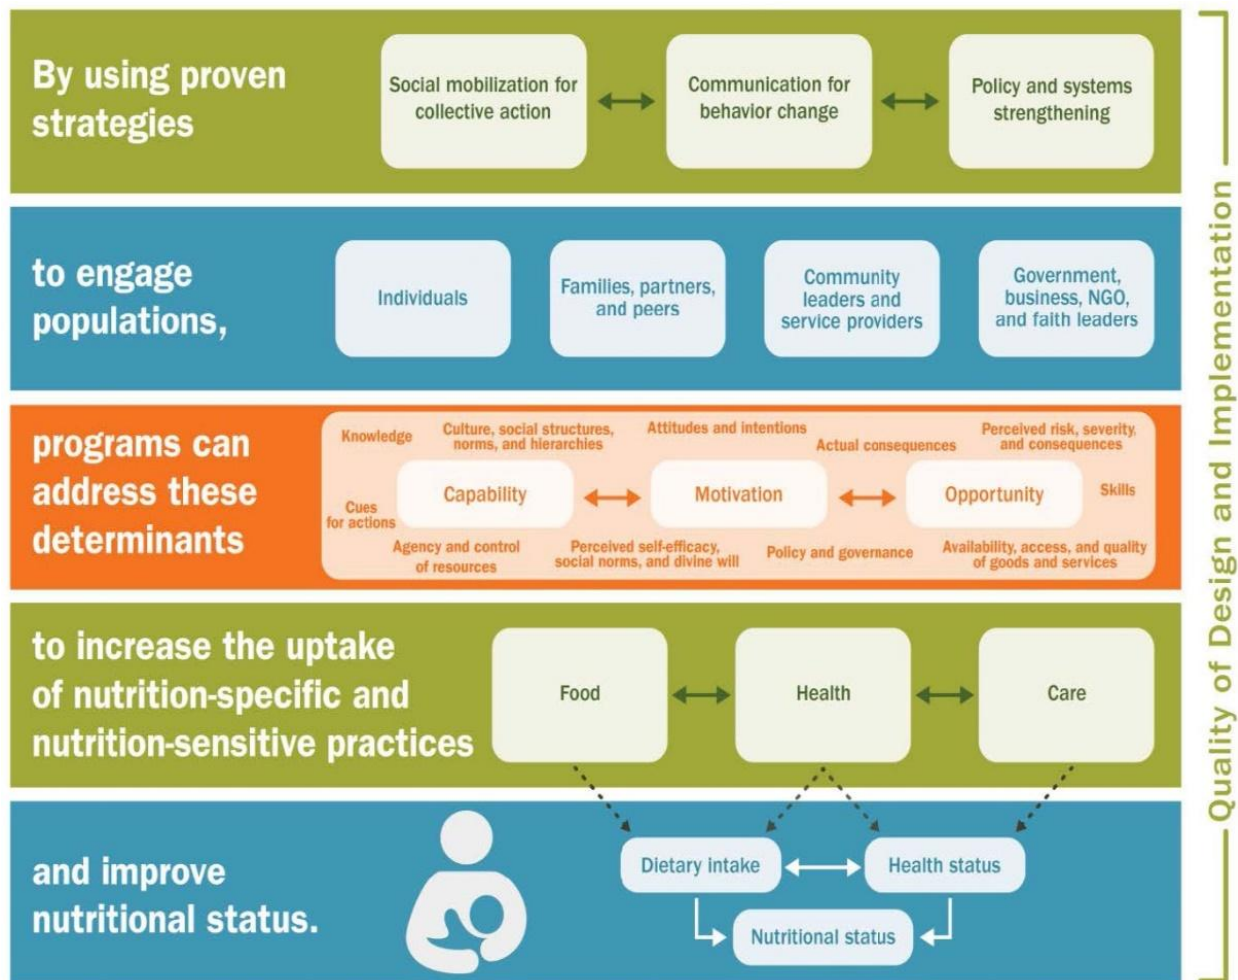 By using proven
strategies
Social mobilization for
collective action
Communication for
behavior change
Policy and systems
strengthening
to engage
populations,
Individuals
Families, partners,
and peers
Community
leaders and
service providers
Government,
business, NGO,
and faith leaders
programs can
address these
determinants
Knowledge
Culture, social structures,
norms, and hierarchies
Attitudes and intentions
Actual consequences
Perceived risk, severity,
and consequences
Cues
for actions
Capability
Motivation
Opportunity
Skills
Agency and control
of resources
Perceived self-efficacy,
social norms, and divine will
Policy and governance
Availability, access, and quality
of goods and services
to increase the uptake
of nutrition-specific and
nutrition-sensitive practices
Food
Health
Care
and improve
nutritional status.
Dietary intake
Health status
Nutritional status
Quality of Design and Implementation